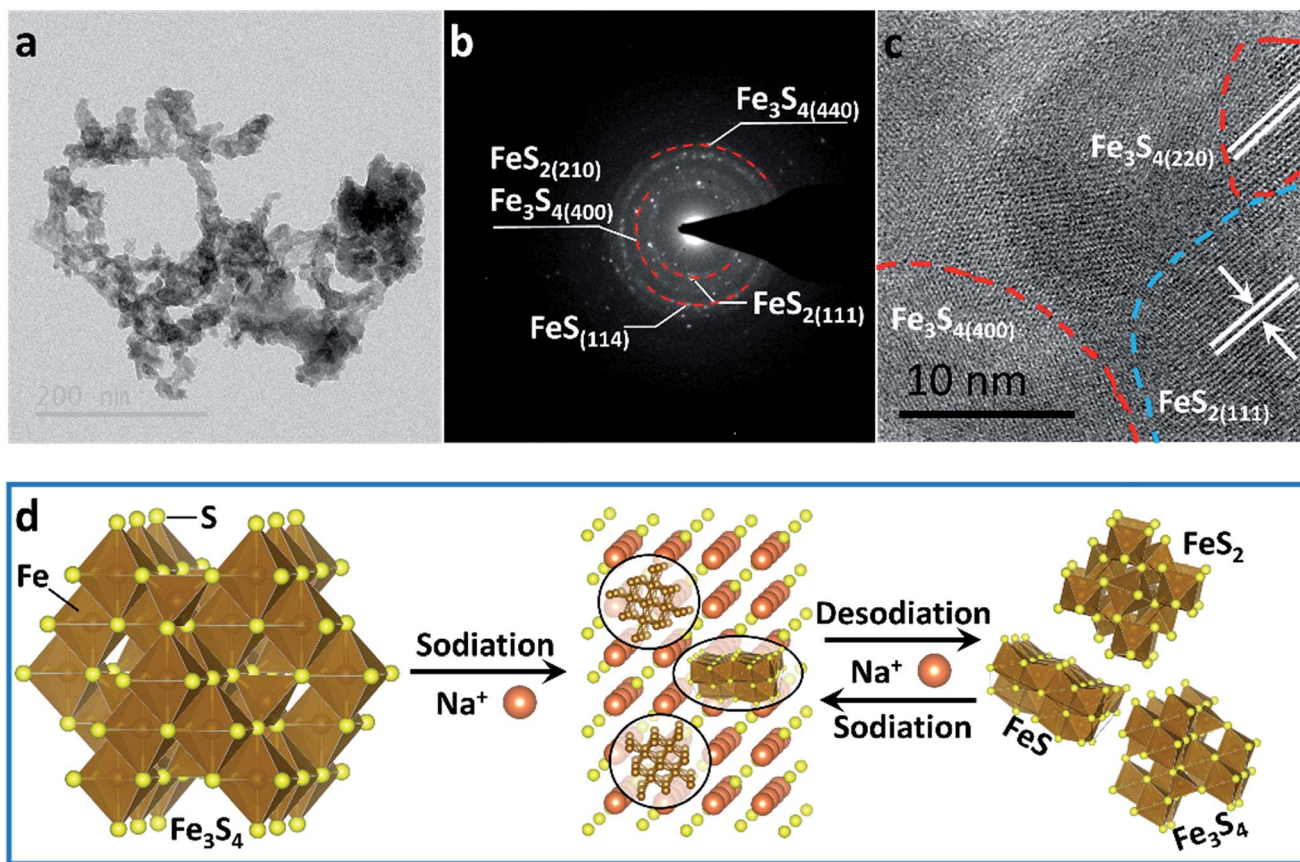 a
200 nm
b
Fe₃S₄(440)
FeS₂(210)
Fe₃S₄(400)
FeS₂(111)
FeS(114)
c
Fe₃S₄(220)
Fe₃S₄(400)
10 nm
FeS₂(111)
d
S
Fe
Fe₃S₄
Sodiation
Na⁺
Desodiation
Na⁺
Sodiation
FeS₂
FeS
Fe₃S₄